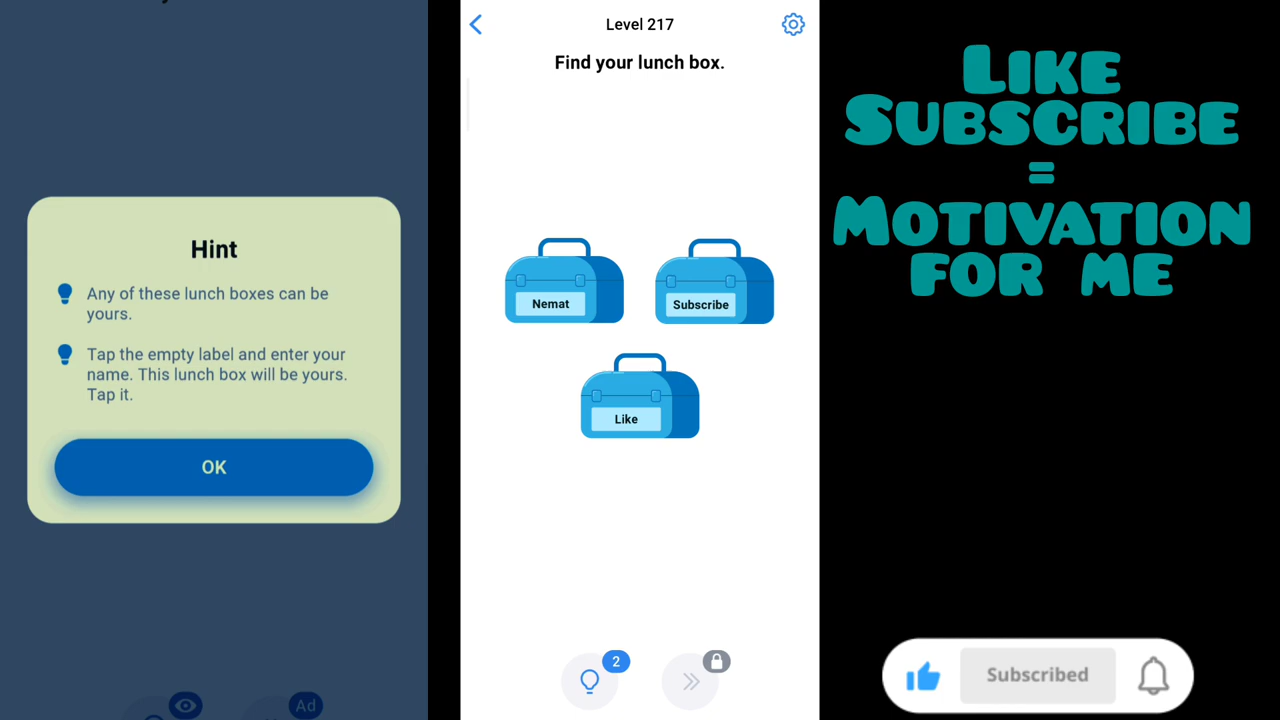 Hint
Any of these lunch boxes can be
yours.
Tap the empty label and enter your
name. This lunch box will be yours.
Tap it.
OK
Ad
Level 217
Find your lunch box.
Nemat
Subscribe
Like
2
LIKE
SUBSCRIBE
=
MOTIVATION
FOR ME
Subscribed